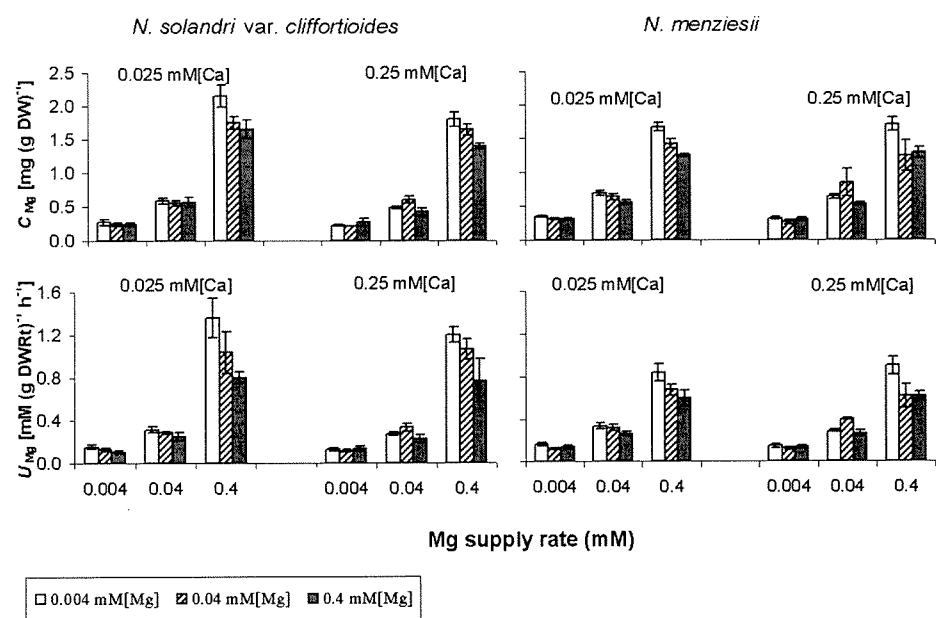 N. solandri var. cliffortioides
N. menziesii
C Mg [mg (g DW)⁻¹]
2.5
2.0
1.5
1.0
0.5
0.0
0.025 mM[Ca]
0.25 mM[Ca]
0.025 mM[Ca]
0.25 mM[Ca]
U Mg [mM (g DWRt)⁻¹ h⁻¹]
1.6
1.2
0.8
0.4
0.0
0.025 mM[Ca]
0.25 mM[Ca]
0.025 mM[Ca]
0.25 mM[Ca]
0.004 0.04 0.4 0.004 0.04 0.4 0.004 0.04 0.4 0.004 0.04 0.4
Mg supply rate (mM)
0.004 mM[Mg] 0.04 mM[Mg] 0.4 mM[Mg]